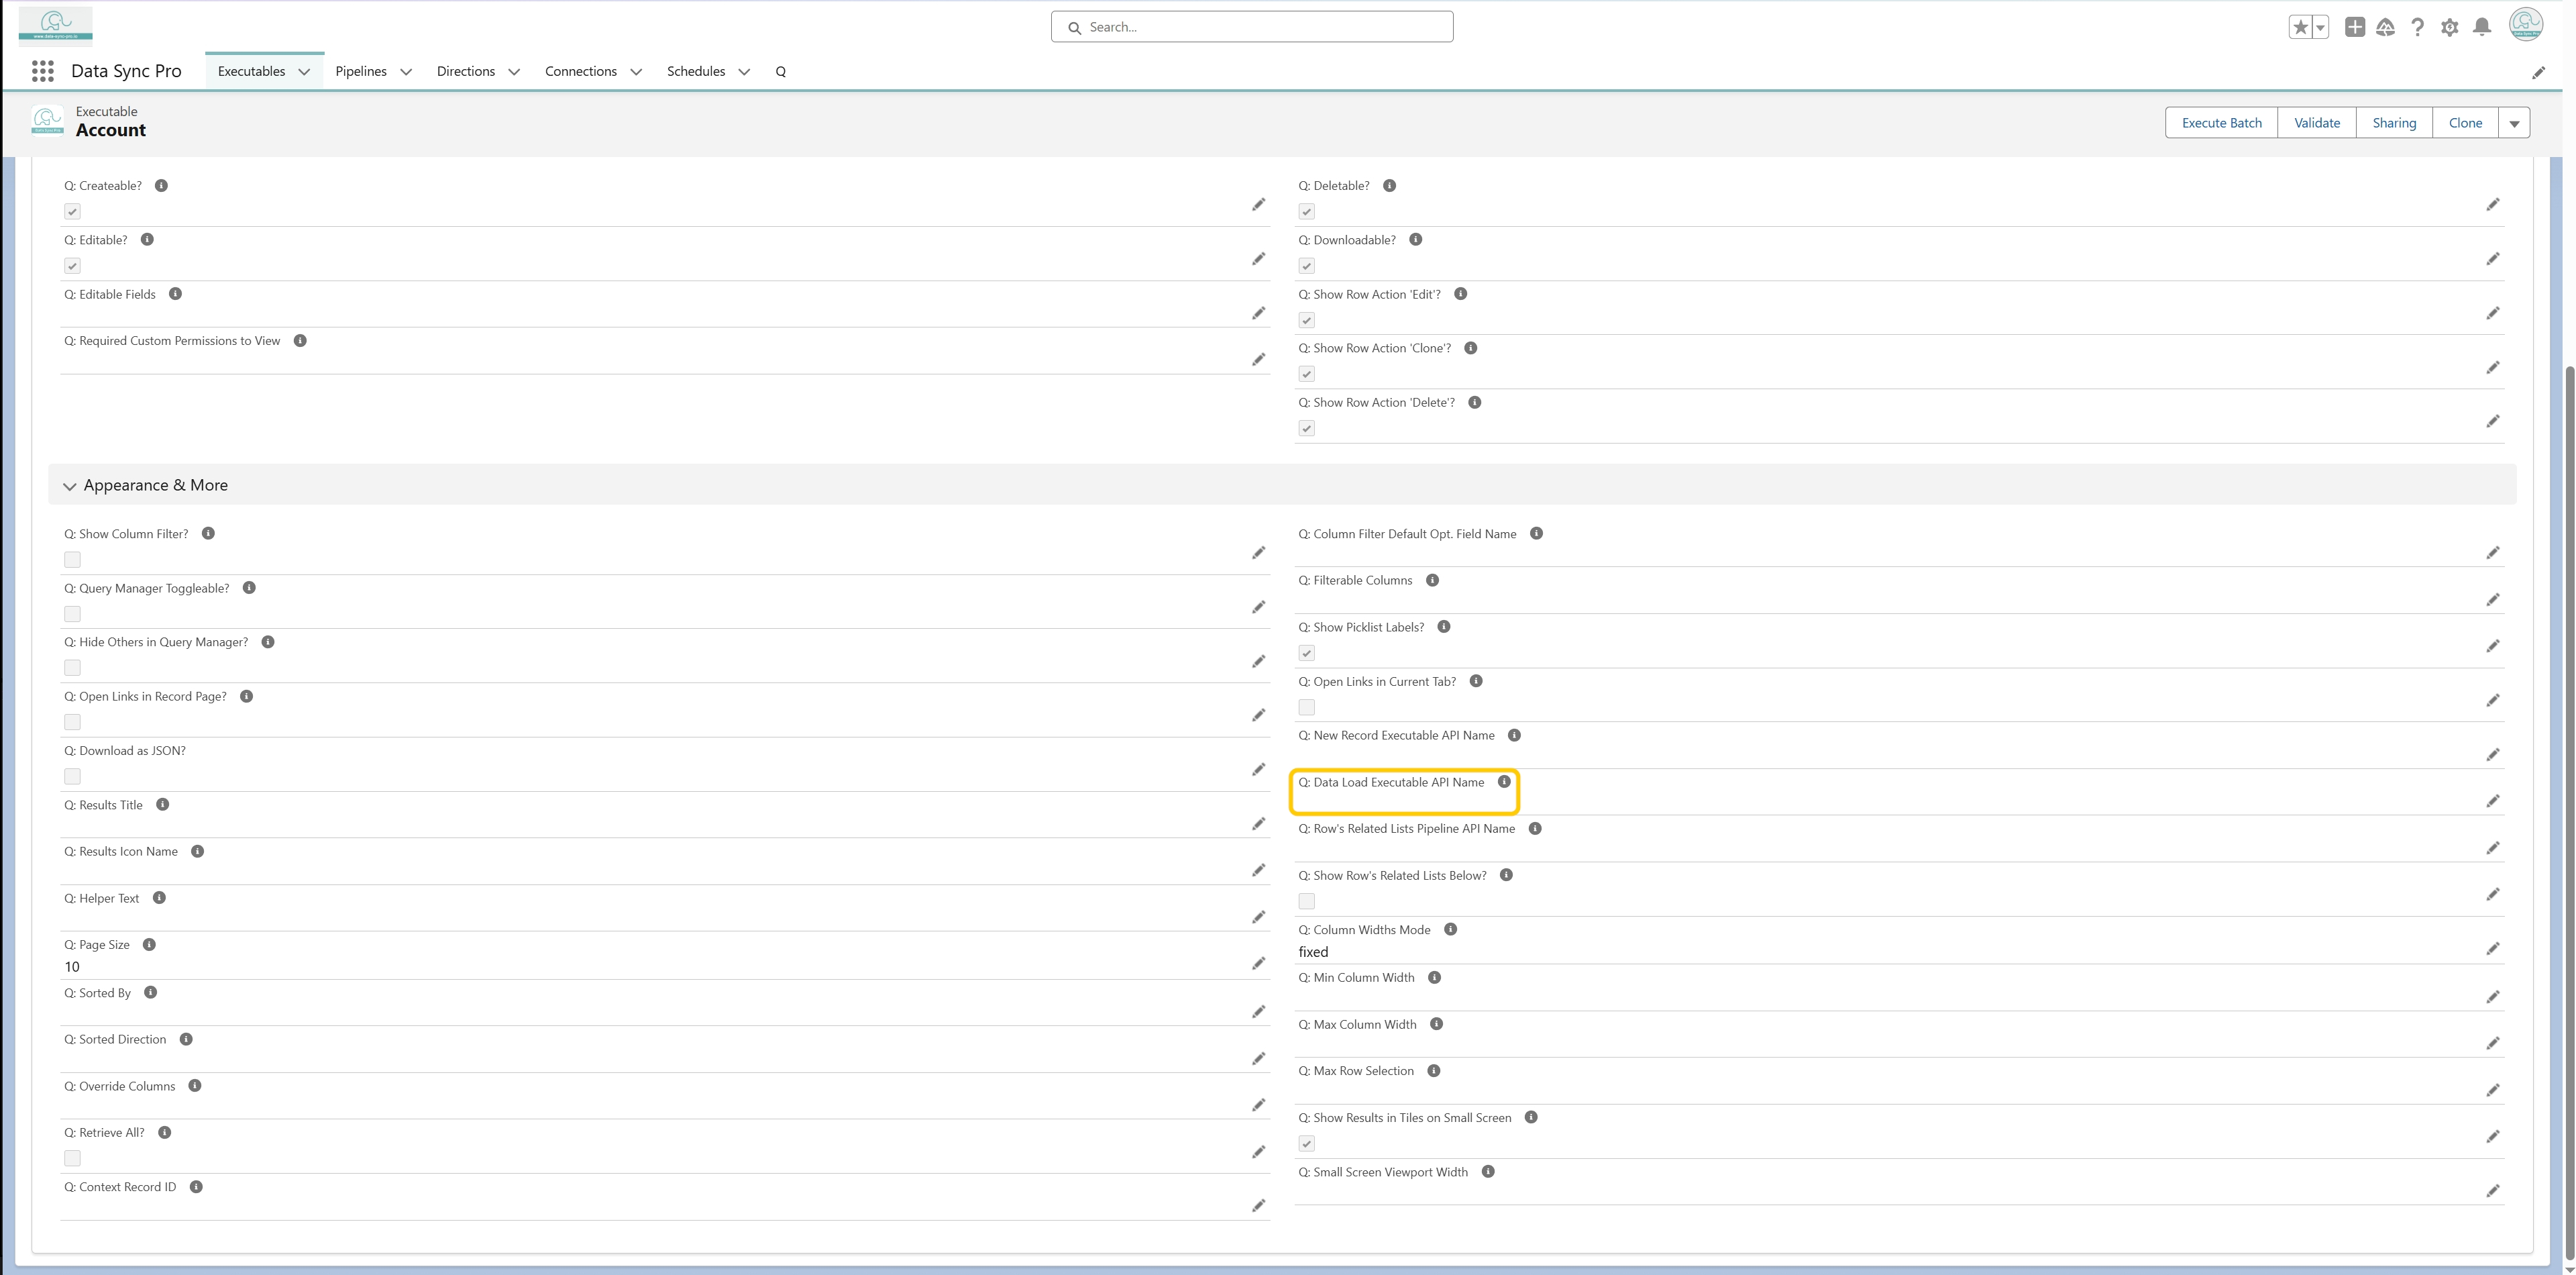 www.data-sync-pro.io
Search...
Data Sync Pro
Executables
Pipelines
Directions
Connections
Schedules
Q
Executable
Account
Execute Batch
Validate
Sharing
Clone
Q: Createable?
Q: Editable?
Q: Editable Fields
Q: Required Custom Permissions to View
Q: Deletable?
Q: Downloadable?
Q: Show Row Action 'Edit'?
Q: Show Row Action 'Clone'?
Q: Show Row Action 'Delete'?
Appearance & More
Q: Show Column Filter?
Q: Query Manager Toggleable?
Q: Hide Others in Query Manager?
Q: Open Links in Record Page?
Q: Download as JSON?
Q: Results Title
Q: Results Icon Name
Q: Helper Text
Q: Page Size
10
Q: Sorted By
Q: Sorted Direction
Q: Override Columns
Q: Retrieve All?
Q: Context Record ID
Q: Column Filter Default Opt. Field Name
Q: Filterable Columns
Q: Show Picklist Labels?
Q: Open Links in Current Tab?
Q: New Record Executable API Name
Q: Data Load Executable API Name
Q: Row's Related Lists Pipeline API Name
Q: Show Row's Related Lists Below?
Q: Column Widths Mode
fixed
Q: Min Column Width
Q: Max Column Width
Q: Max Row Selection
Q: Show Results in Tiles on Small Screen
Q: Small Screen Viewport Width